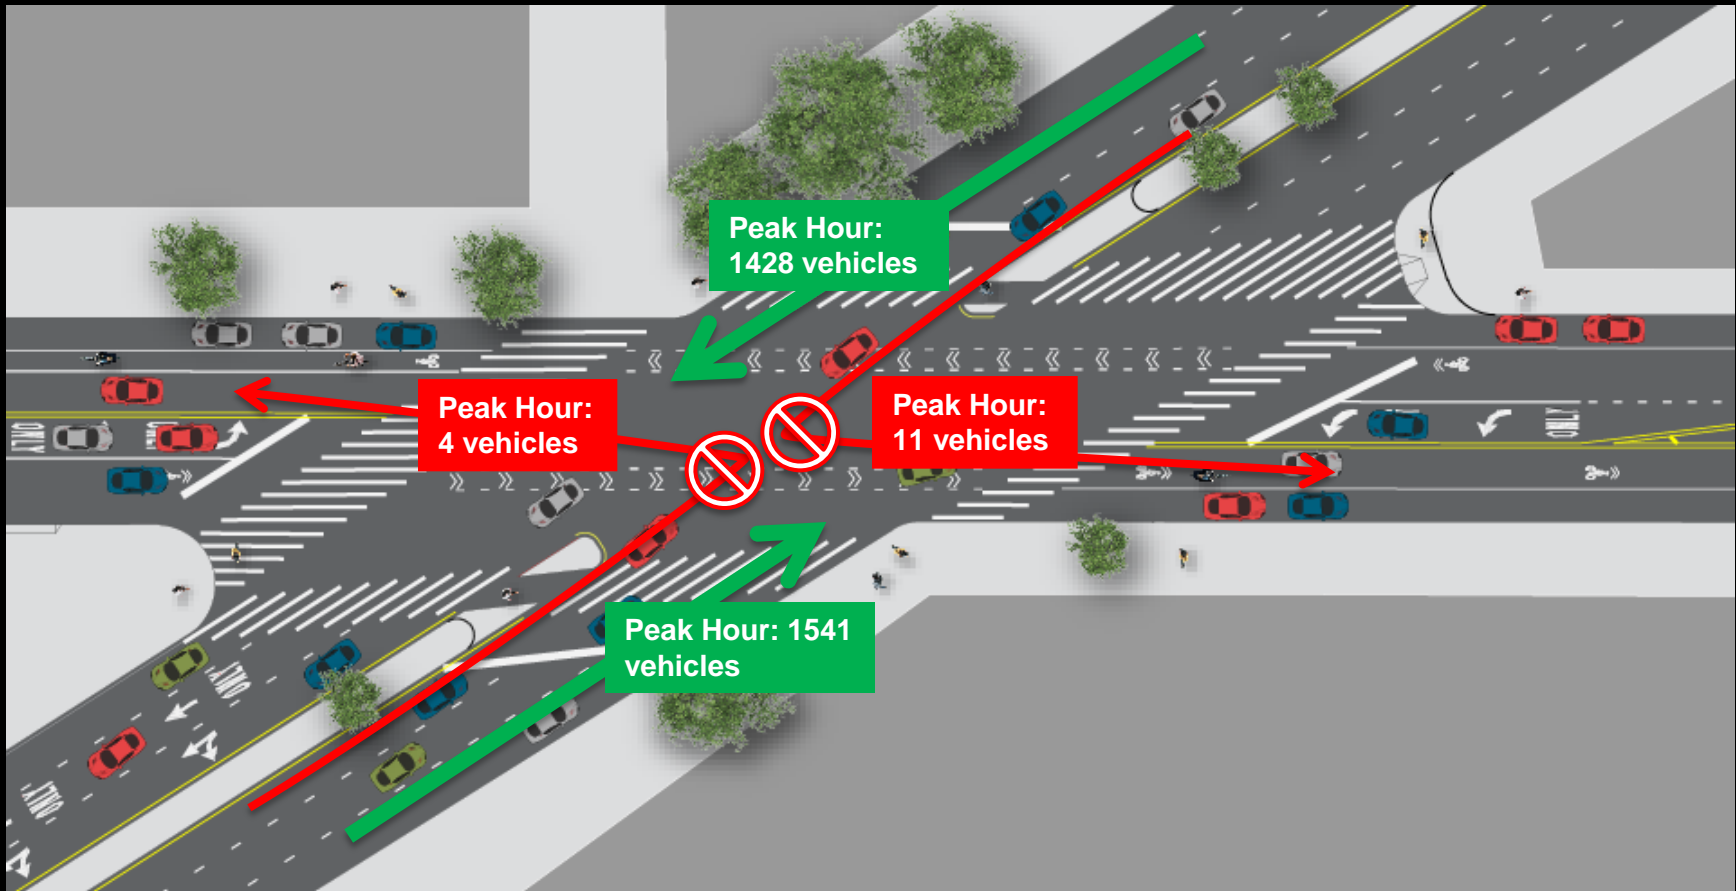 Peak Hour:
1428 vehicles
Peak Hour:
4 vehicles
Peak Hour:
11 vehicles
ONLY
ONLY
Peak Hour: 1541
vehicles
ONLY
ONLY